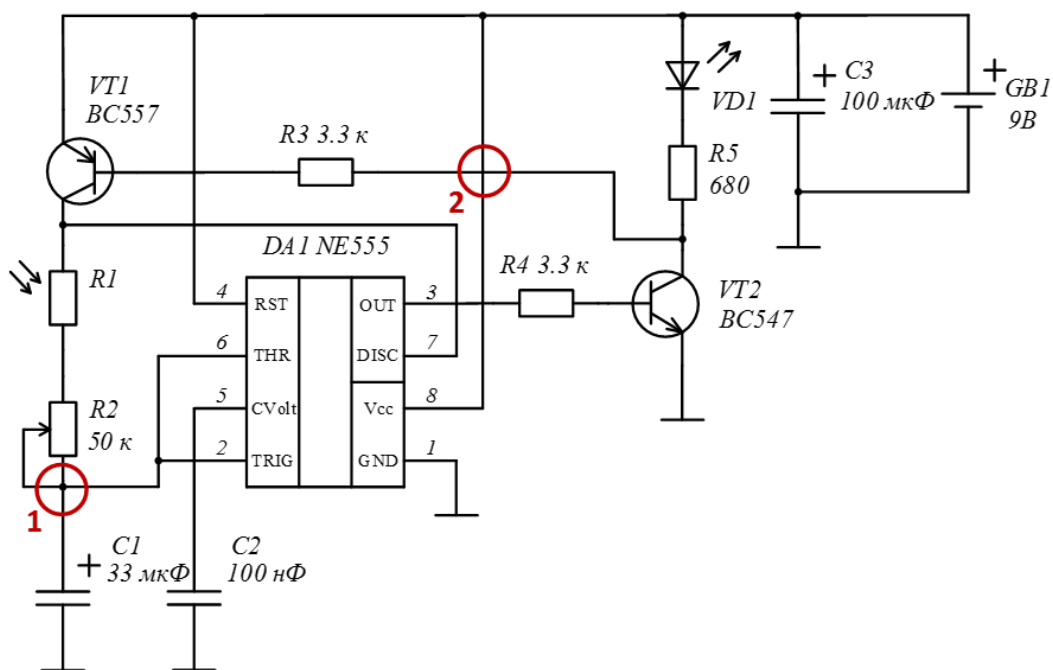 VT1
BC557
R3 3.3 к
2
VD1
R5
680
C3
100 мкФ
GB1
9В
+
+
R1
R2
50 к
1
DA1 NE555
4
6
5
2
RST
THR
CVolt
TRIG
OUT
DISC
Vcc
GND
3
7
8
1
R4 3.3 к
VT2
BC547
+
C1
33 мкФ
C2
100 нФ